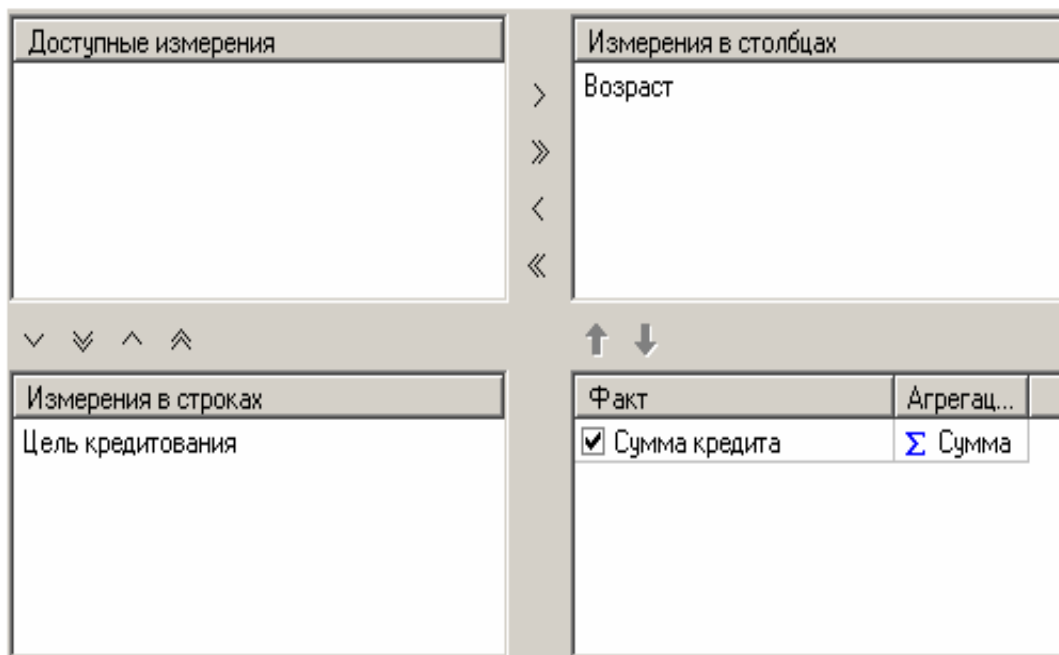 Доступные измерения
Измерения в столбцах
Возраст
Измерения в строках
Цель кредитования
Факт Агрегац...
Сумма кредита Σ Сумма